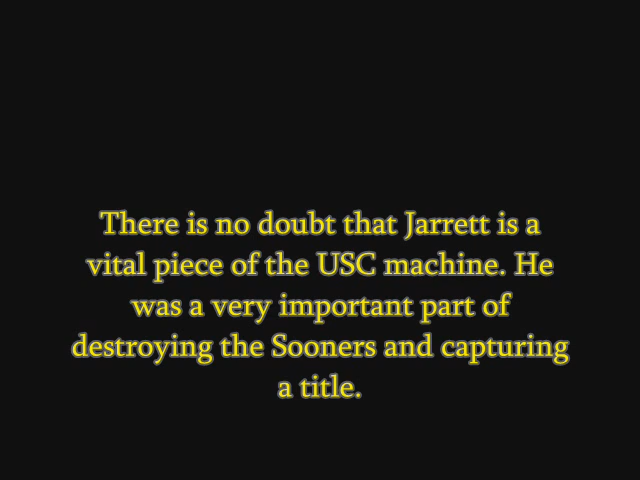 There is no doubt that Jarrett is a
vital piece of the USC machine. He
was a very important part of
destroying the Sooners and capturing
a title.